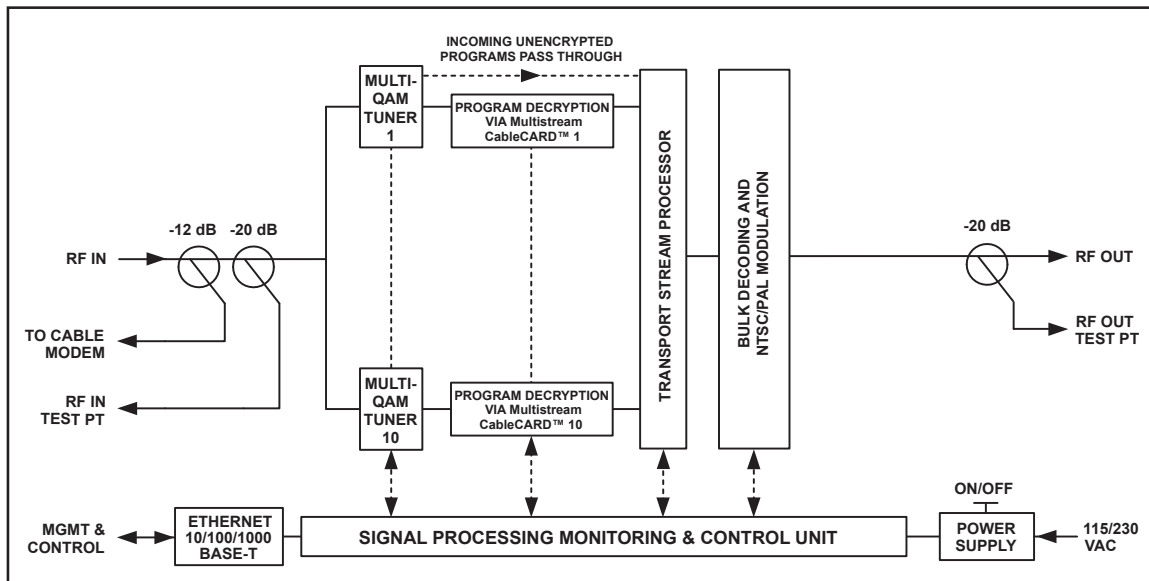 INCOMING UNENCRYPTED
PROGRAMS PASS THROUGH
MULTI-
QAM
TUNER
1
PROGRAM DECRYPTION
VIA Multistream
CableCARD™ 1
TRANSPORT STREAM PROCESSOR
BULK DECODING AND
NTSC/PAL MODULATION
-12 dB
-20 dB
-20 dB
RF IN
RF OUT
TO CABLE
MODEM
RF OUT
TEST PT
RF IN
TEST PT
MULTI-
QAM
TUNER
10
PROGRAM DECRYPTION
VIA Multistream
CableCARD™ 10
ON/OFF
MGMT &
CONTROL
ETHERNET
10/100/1000
BASE-T
SIGNAL PROCESSING MONITORING & CONTROL UNIT
POWER
SUPPLY
115/230
VAC